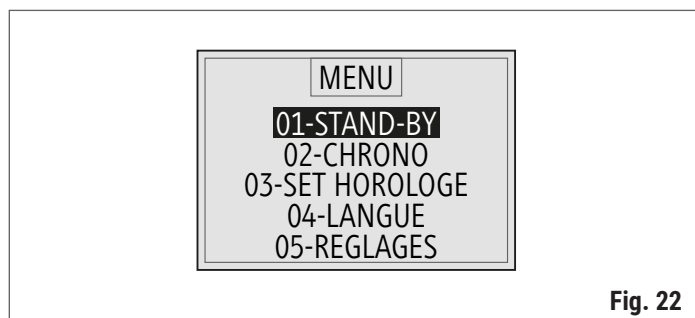 MENU
01-STAND-BY
02-CHRONO
03-SET HOROLOGE
04-LANGUE
05-REGLAGES
Fig. 22